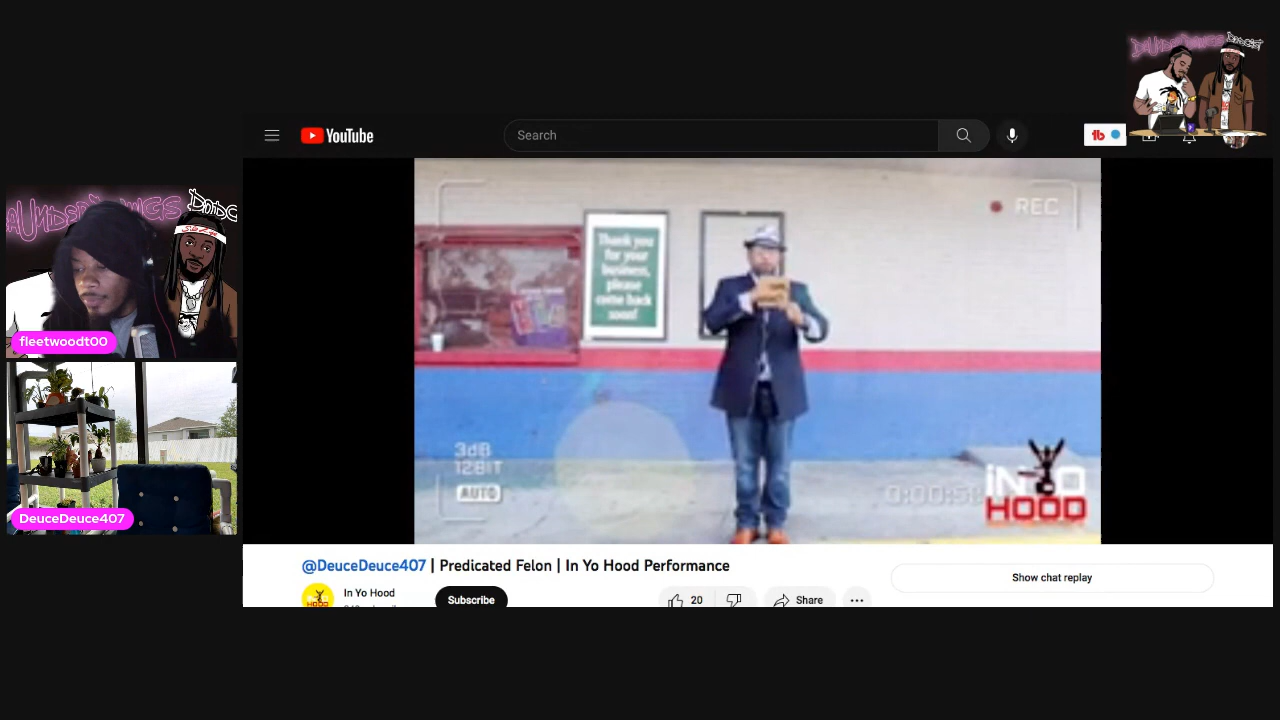 YouTube
Search
REC
Thank you
for your
business,
please
come back
soon!
3dB
12BIT
AUTO
IN YO
HOOD
@DeuceDeuce407 | Predicated Felon | In Yo Hood Performance
In Yo Hood
Subscribe
20
Share
Show chat replay
fleetwoodt00
DeuceDeuce407